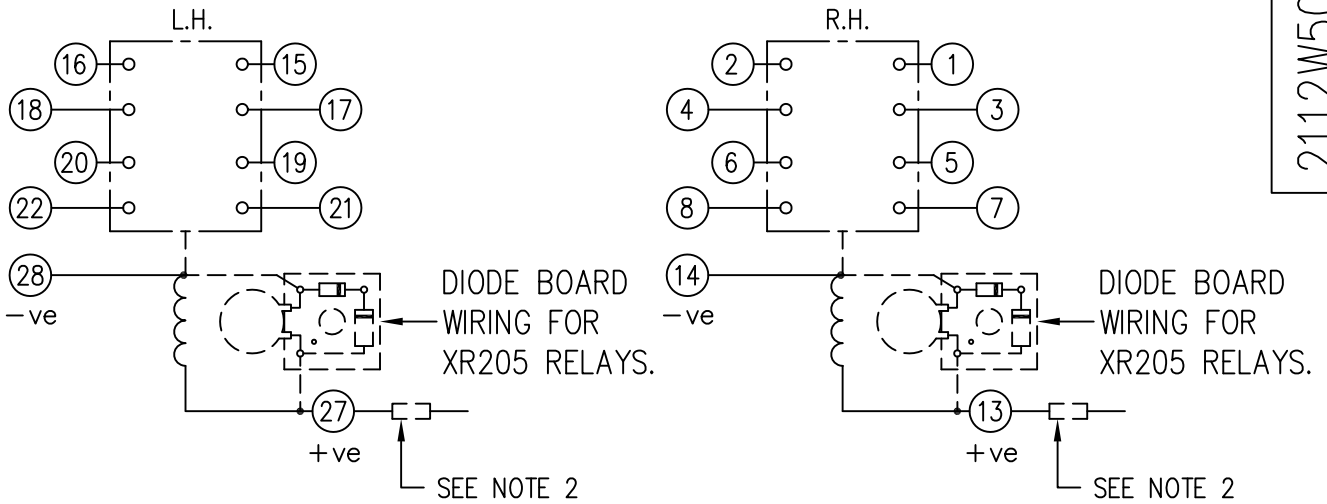 L.H.
16
15
18
17
20
19
22
21
28
-ve
DIODE BOARD
WIRING FOR
XR205 RELAYS.
27
+ve
SEE NOTE 2
R.H.
2
1
4
3
6
5
8
7
14
-ve
DIODE BOARD
WIRING FOR
XR205 RELAYS.
13
+ve
SEE NOTE 2